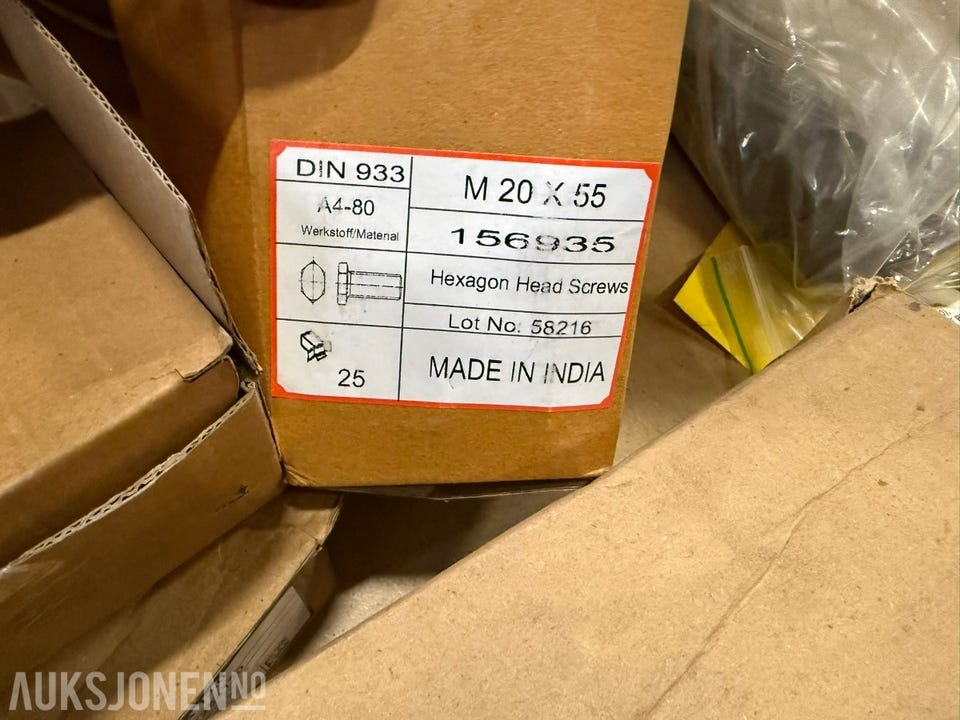 DIN 933
A4-80
Werkstoff/Material
25
M 20 X 55
156935
Hexagon Head Screws
Lot No. 58216
MADE IN INDIA
AUKSJONEN.NO